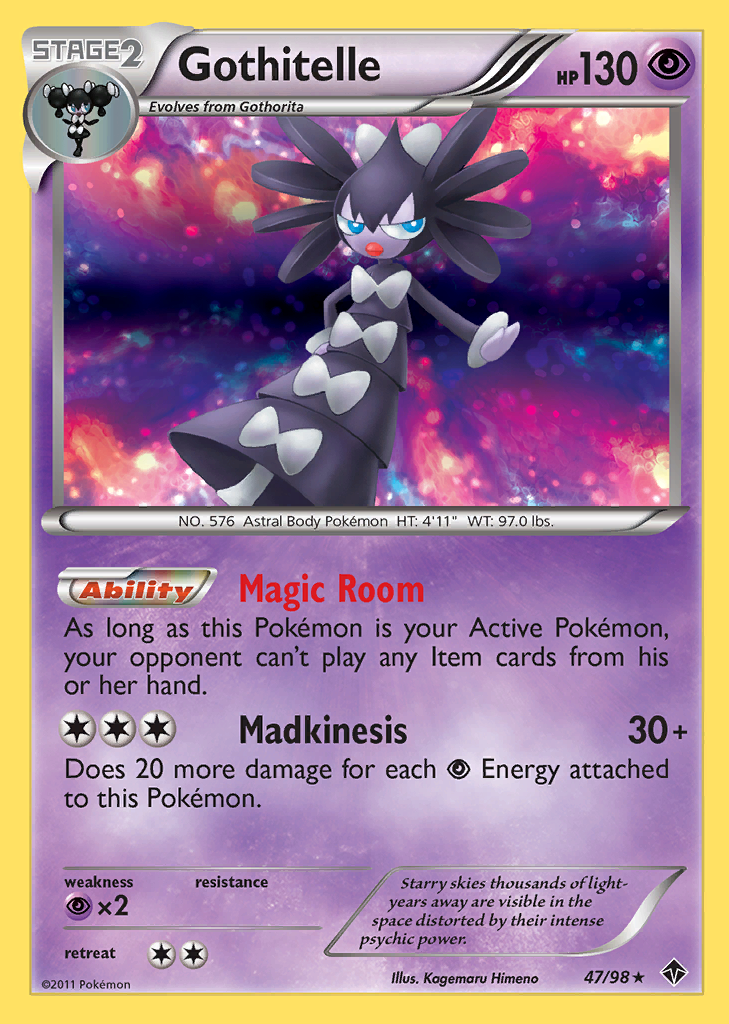 STAGE2
Gothitelle
HP130
Evolves from Gothorita
NO. 576 Astral Body Pokémon HT: 4'11" WT: 97.0 lbs.
Ability Magic Room
As long as this Pokémon is your Active Pokémon,
your opponent can't play any Item cards from his
or her hand.
Madkinesis 30+
Does 20 more damage for each Energy attached
to this Pokémon.
weakness resistance
×2
retreat
Starry skies thousands of light-
years away are visible in the
space distorted by their intense
psychic power.
©2011 Pokémon
Illus. Kagemaru Himeno
47/98★